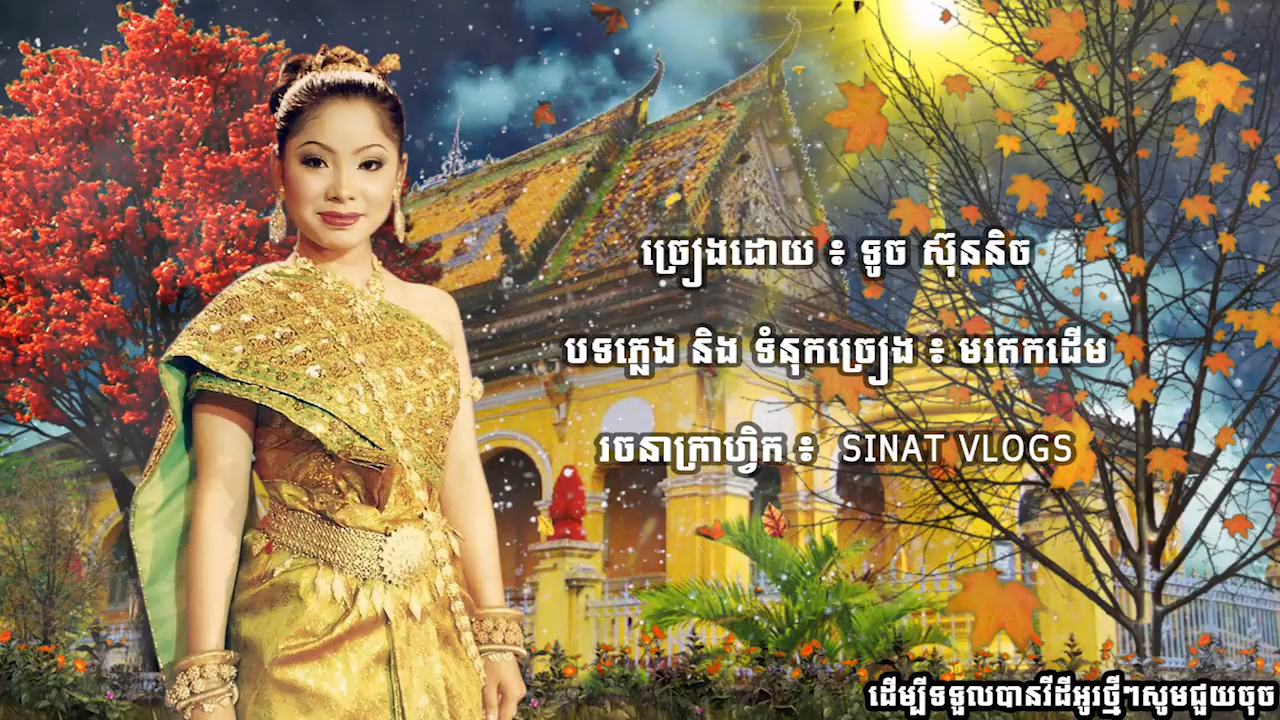 ច្រៀងដោយ ៖ ទូច ស៊ុននិច
បទភ្លេង និង ទំនុកច្រៀង ៖ មរតកដើម
រចនាក្រាហ្វិក ៖ SINAT VLOGS
ដើម្បីទទួលបានវីដីអូរថ្មីៗសូមជួយចុច